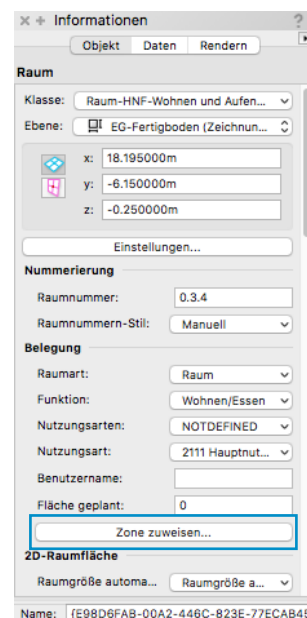 × + Informationen ?
Objekt Daten Rendern
Raum
Klasse: Raum-HNF-Wohnen und Aufen...
Ebene: EG-Fertigboden (Zeichnun...
x: 18.195000m
y: -6.150000m
z: -0.250000m
Einstellungen...
Nummerierung
Raumnummer: 0.3.4
Raumnummern-Stil: Manuell
Belegung
Raumart: Raum
Funktion: Wohnen/Essen
Nutzungsarten: NOTDEFINED
Nutzungsart: 2111 Hauptnut...
Benutzername:
Fläche geplant: 0
Zone zuweisen...
2D-Raumfläche
Raumgröße automa... Raumgröße a...
Name: {E98D6FAB-00A2-446C-823E-77ECAB45